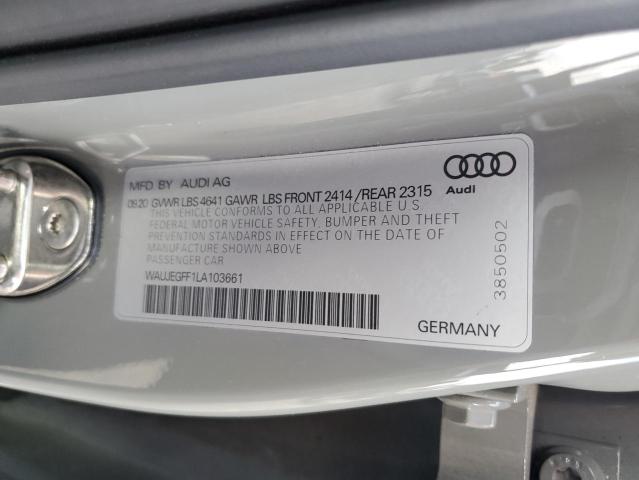 MFD. BY AUDI AG
09.20 GVWR LBS 4641 GAWR LBS FRONT 2414 /REAR 2315
THIS VEHICLE CONFORMS TO ALL APPLICABLE U.S.
FEDERAL MOTOR VEHICLE SAFETY, BUMPER AND THEFT
PREVENTION STANDARDS IN EFFECT ON THE DATE OF
MANUFACTURE SHOWN ABOVE
PASSENGER CAR
WAUJEGFF1LA103661
Audi
3850502
GERMANY